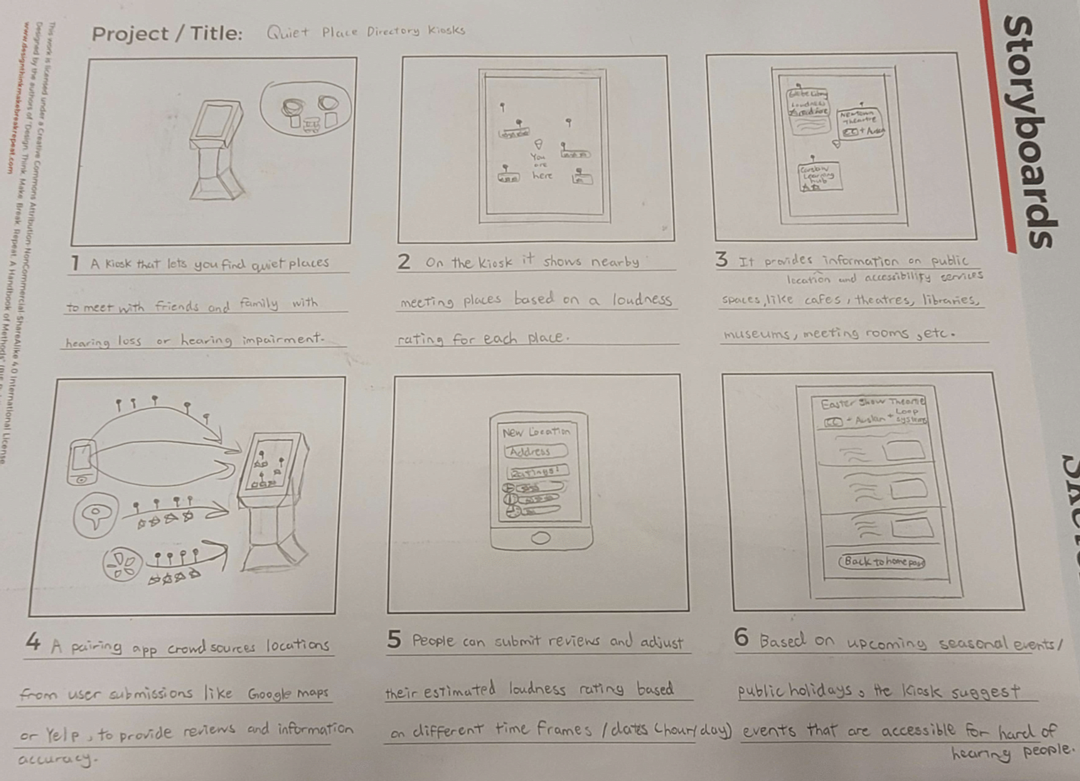 Storyboards
Project / Title: Quiet Place Directory Kiosks
You
are
here
Loudness
Newtown
Theatre
Learning
hub
1 A Kiosk that lets you find quiet places
to meet with friends and family with
hearing loss or hearing impairment.
2 On the kiosk it shows nearby
meeting places based on a loudness
rating for each place.
3 It provides information on public
location and accessibility services
spaces, like cafes, theatres, libraries,
museums, meeting rooms, etc.
New Location
Address
Ratings:
Easter Show Theatre
CC + Auslan + Loop
system
Back to home page
4 A pairing app crowd sources locations
from user submissions like Google maps
or Yelp, to provide reviews and information
accuracy.
5 People can submit reviews and adjust
their estimated loudness rating based
on different time frames / dates (hour/day)
6 Based on upcoming seasonal events/
public holidays, the Kiosk suggest
events that are accessible for hard of
hearing people.
This work is licensed under a Creative Commons Attribution-NonCommercial-ShareAlike 4.0 International License
Designed by the authors of "Design. Think. Make. Break. Repeat. A Handbook of Methods"
www.designthinkmakebreakrepeat.com